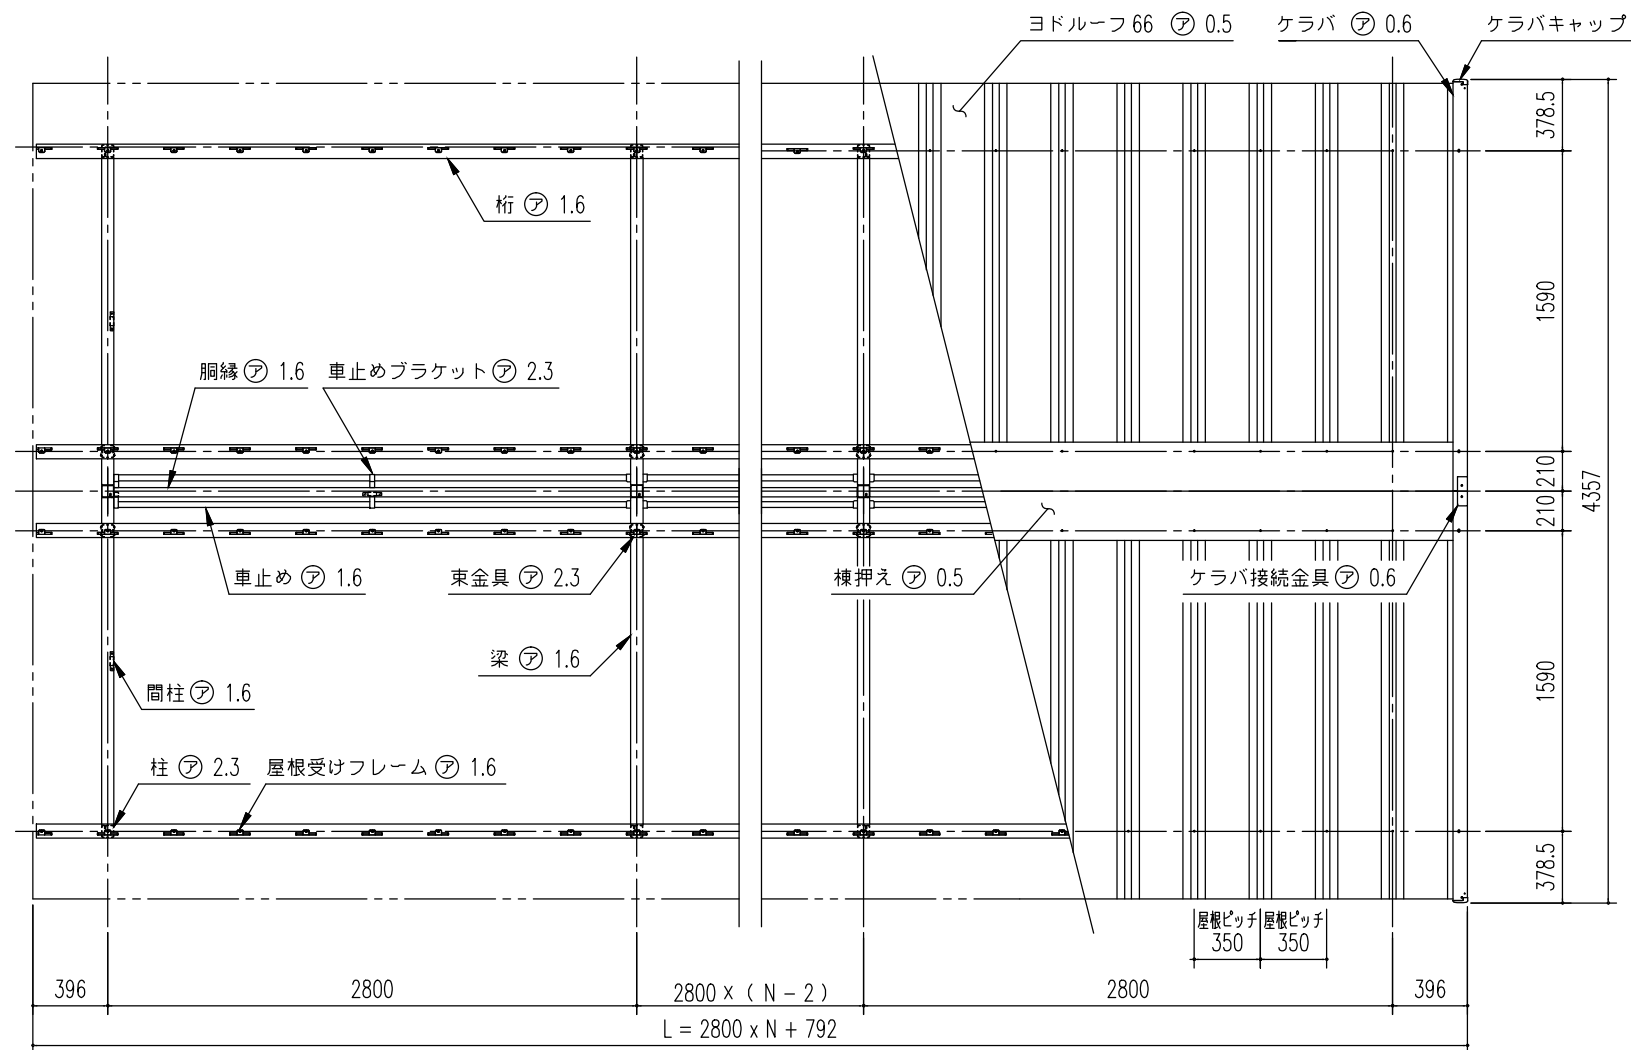 ヨドルーフ66 ㋐ 0.5
ケラバ ㋐ 0.6
ケラバキャップ
378.5
桁 ㋐ 1.6
1590
胴縁 ㋐ 1.6
車止めブラケット ㋐ 2.3
210
210
4357
車止め ㋐ 1.6
束金具 ㋐ 2.3
棟押え ㋐ 0.5
ケラバ接続金具 ㋐ 0.6
梁 ㋐ 1.6
1590
間柱 ㋐ 1.6
柱 ㋐ 2.3
屋根受けフレーム ㋐ 1.6
378.5
屋根ピッチ
350
屋根ピッチ
350
396
2800
2800 x ( N - 2 )
2800
396
L = 2800 x N + 792